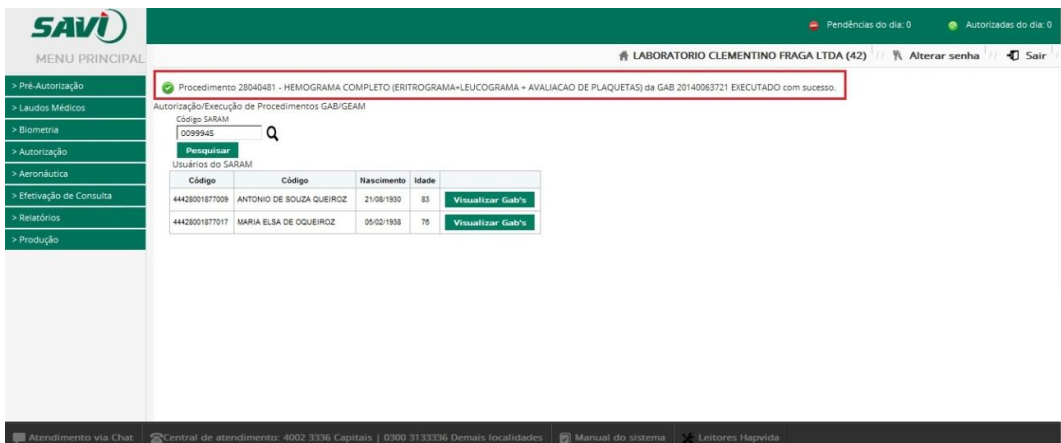 SAVI
Pendências do dia: 0
Autorizadas do dia: 0
MENU PRINCIPAL
LABORATORIO CLEMENTINO FRAGA LTDA (42) // Alterar senha // Sair
> Pré-Autorização
> Laudos Médicos
> Biometria
> Autorização
> Aeronáutica
> Efetivação de Consulta
> Relatórios
> Produção
Procedimento 28040481 - HEMOGRAMA COMPLETO (ERITROGRAMA+LEUCOGRAMA + AVALIACAO DE PLAQUETAS) da GAB 20140063721 EXECUTADO com sucesso.
Autorização/Execução de Procedimentos GAB/GEAM
Código SARAM
0099945
Pesquisar
Usuários do SARAM
Código Código Nascimento Idade
44428001877009 ANTONIO DE SOUZA QUEIROZ 21/08/1930 83 Visualizar Gab's
44428001877017 MARIA ELSA DE OQUEIROZ 05/02/1938 76 Visualizar Gab's
Atendimento via Chat
Central de atendimento: 4002 3336 Capitais | 0300 3133336 Demais localidades
Manual do sistema
Leitores Hapvida